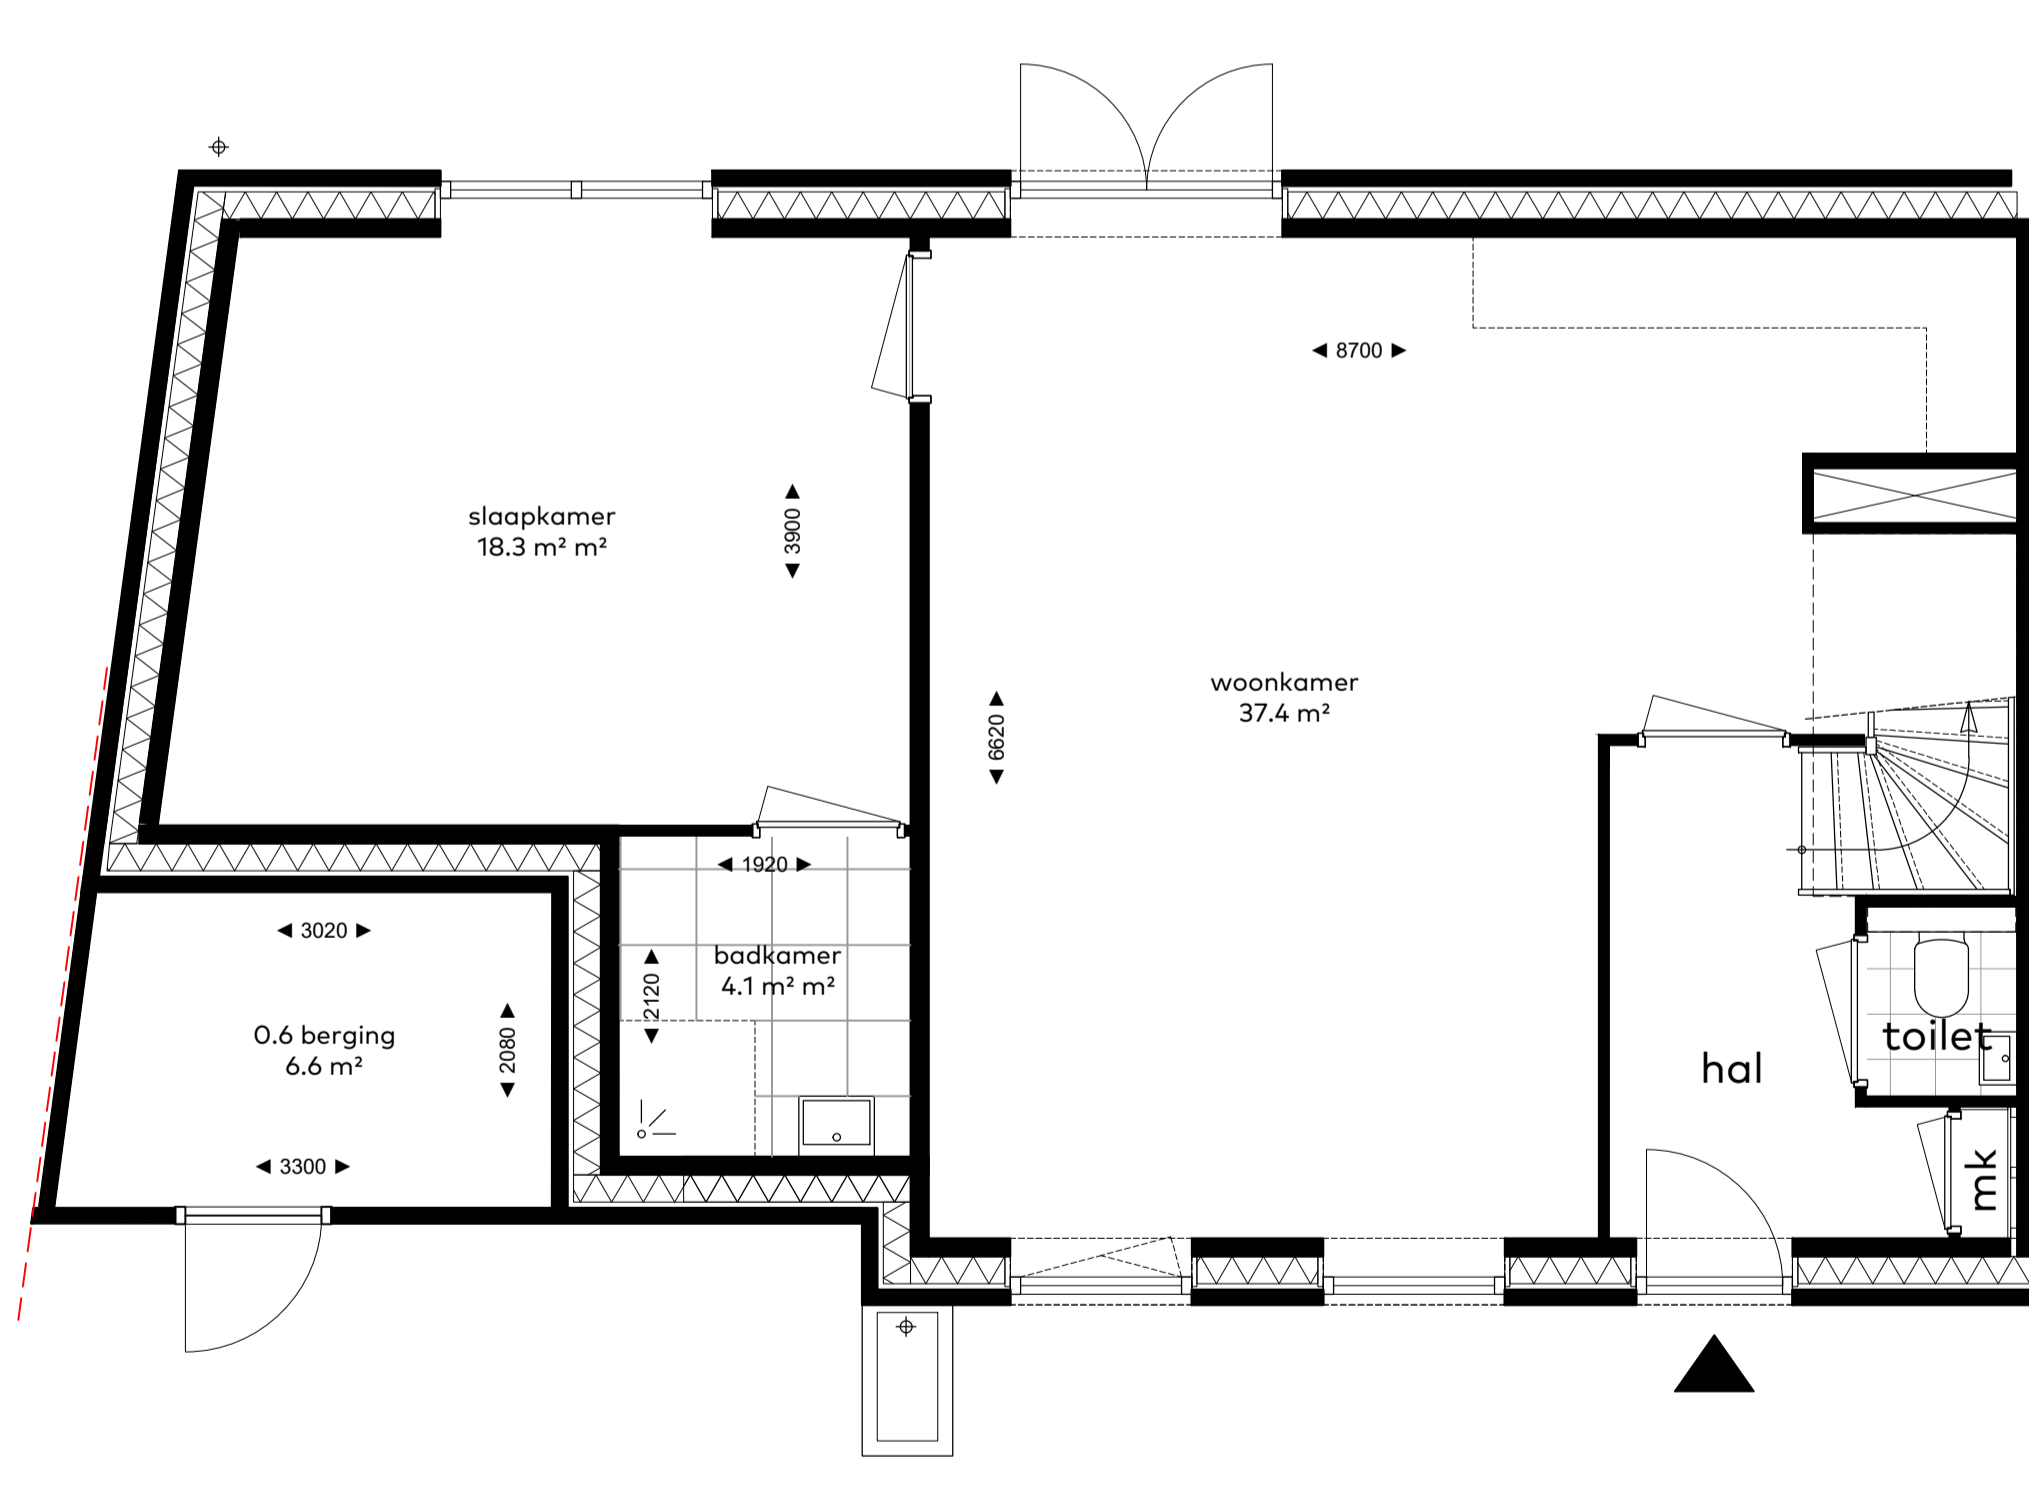 8700
slaapkamer
18.3 m² m²
3900
woonkamer
37.4 m²
6620
1920
badkamer
4.1 m² m²
2120
3020
0.6 berging
6.6 m²
2080
3300
hal
toilet
mk